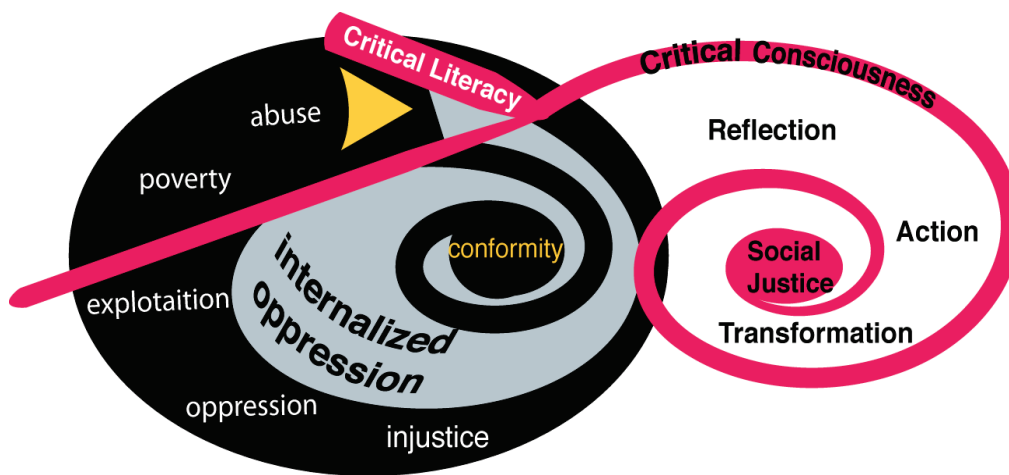 Critical Literacy
Critical Consciousness
abuse
Reflection
poverty
Action
conformity
Social
Justice
explotaition
internalized
oppression
Transformation
oppression
injustice